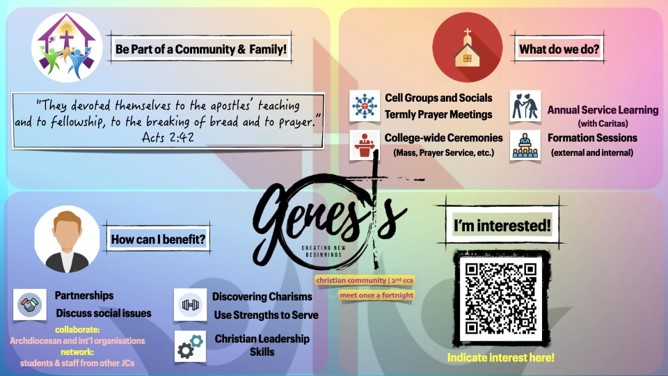 Be Part of a Community & Family!
"They devoted themselves to the apostles' teaching
and to fellowship, to the breaking of bread and to prayer."
Acts 2:42
What do we do?
Cell Groups and Socials
Termly Prayer Meetings
Annual Service Learning
(with Caritas)
College-wide Ceremonies
(Mass, Prayer Service, etc.)
Formation Sessions
(external and internal)
genesis
CREATING NEW
BEGINNINGS
christian community | 2nd cca
meet once a fortnight
How can I benefit?
Partnerships
Discuss social issues
collaborate:
Archdiocesan and int'l organisations
network:
students & staff from other JCs
Discovering Charisms
Use Strengths to Serve
Christian Leadership
Skills
I'm interested!
Indicate interest here!